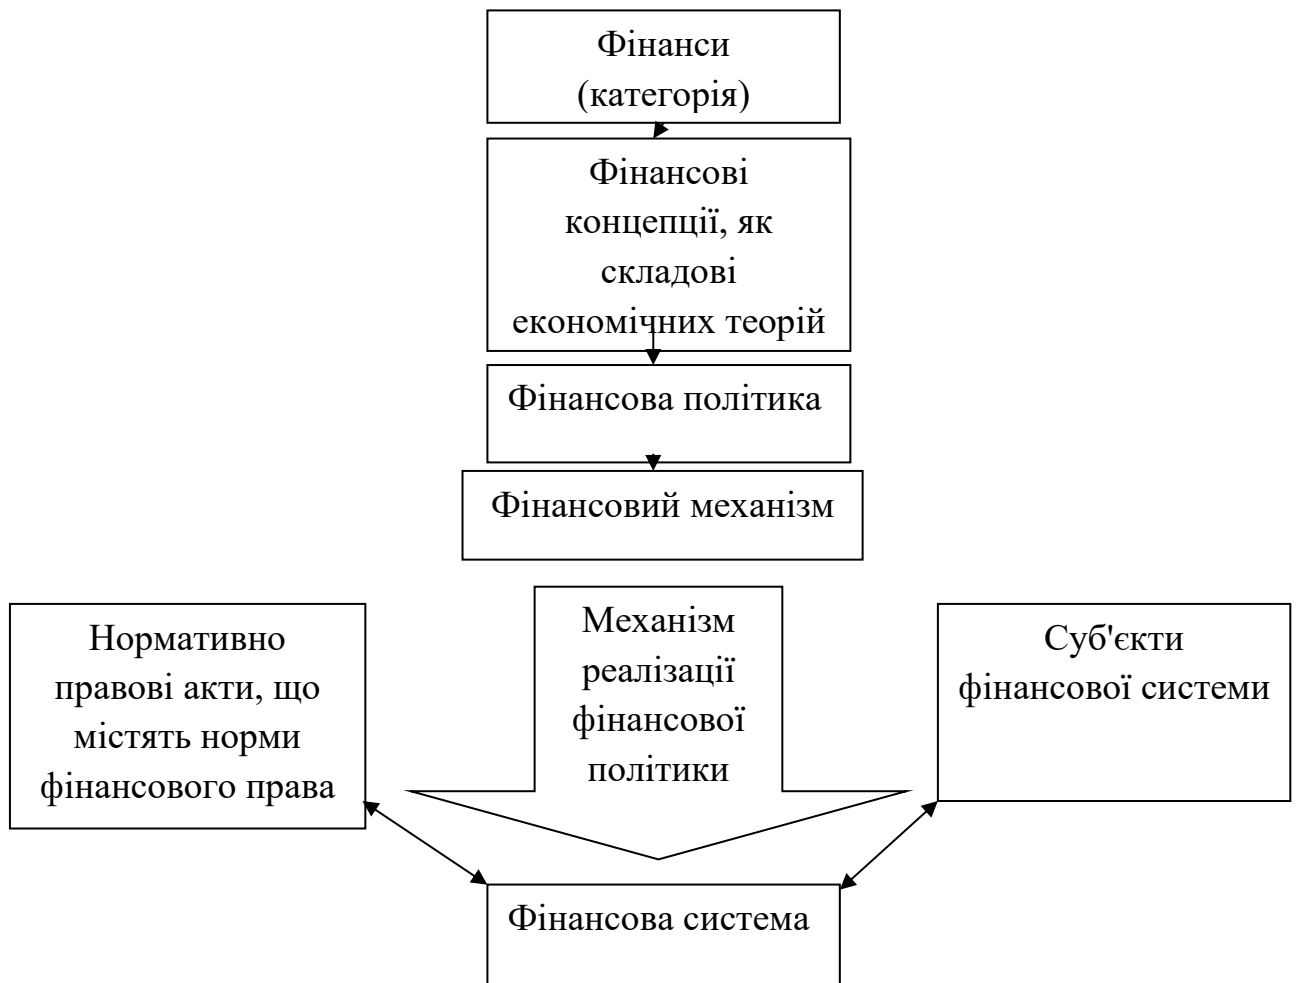 Фінанси
(категорія)
Фінансові
концепції, як
складові
економічних теорій
Фінансова політика
Фінансовий механізм
Нормативно
правові акти, що
містять норми
фінансового права
Механізм
реалізації
фінансової
політики
Суб'єкти
фінансової системи
Фінансова система